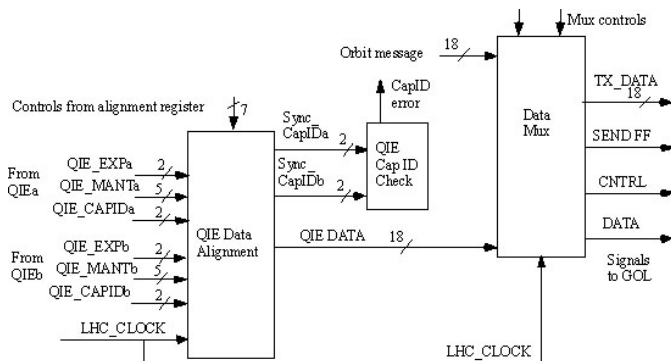 Mux controls
Orbit message
18
CapID
error
TX_DATA
18
Controls from alignment register
7
Sync_
CapIDa
2
Data
Mux
SEND FF
QIE
Cap ID
Check
From
QIEa
QIE_EXPa
2
QIE_MANTa
5
QIE_CAPIDa
2
Sync_
CapIDb
2
CNTRL
QIE Data
Alignment
QIE DATA
18
DATA
From
QIEb
QIE_EXPb
2
QIE_MANTb
5
QIE_CAPIDb
2
Signals
to GOL
LHC_CLOCK
LHC_CLOCK